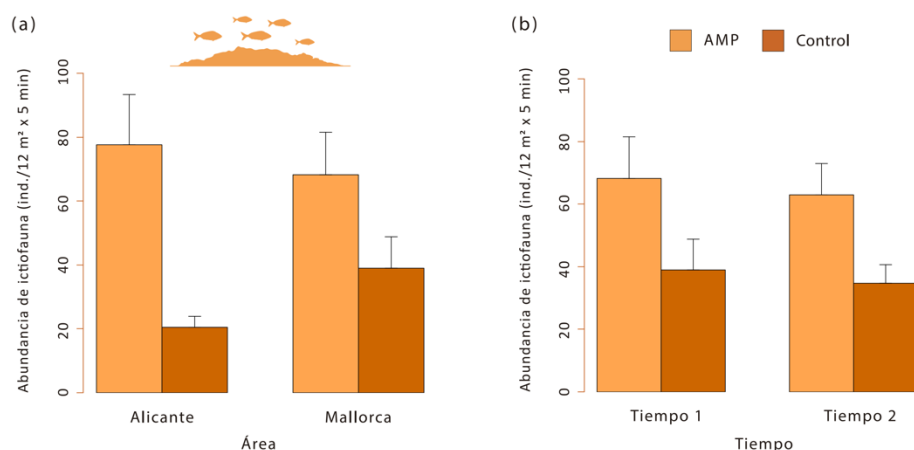 (a)
Abundancia de ictiofauna (ind./12 m² x 5 min)
100
80
60
40
20
0
Alicante
Mallorca
Área
(b)
AMP
Control
Abundancia de ictiofauna (ind./12 m² x 5 min)
100
80
60
40
20
0
Tiempo 1
Tiempo 2
Tiempo